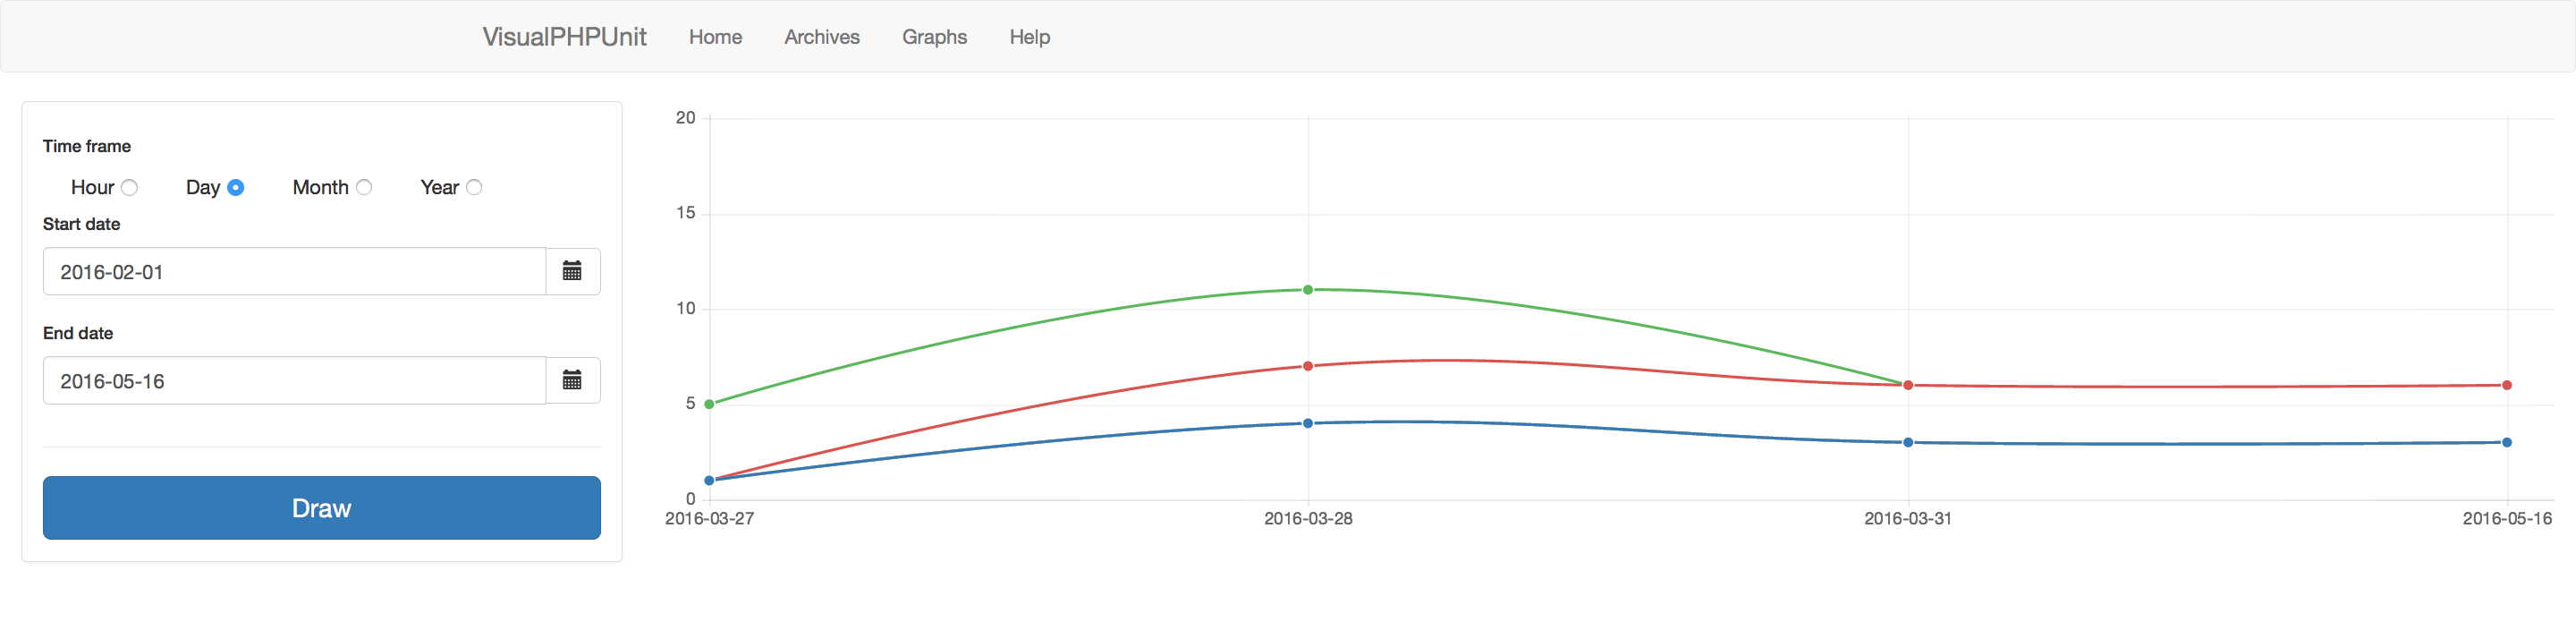 VisualPHPUnit Home Archives Graphs Help
Time frame
Hour Day Month Year
Start date
2016-02-01
End date
2016-05-16
Draw
20
15
10
5
0
2016-03-27 2016-03-28 2016-03-31 2016-05-16